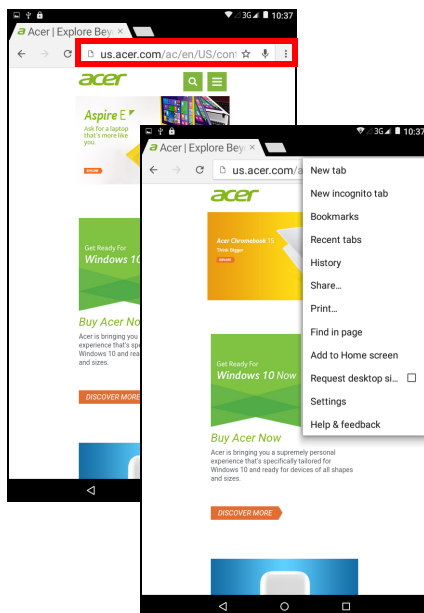 3G 10:37
a Acer | Explore Bey
us.acer.com/ac/en/US/con
acer
Aspire E
Ask for a laptop
that's more like
you.
EXPLORE
Get Ready For
Windows 10
Buy Acer No
Acer is bringing you
experience that's spe
Windows 10 and rea
and sizes.
DISCOVER MORE
3G 10:37
a Acer | Explore Bey
us.acer.com/a
acer
Acer Chromebook 15
Think Bigger
EXPLORE
Get Ready For
Windows 10 Now
Buy Acer Now
Acer is bringing you a supremely personal
experience that's specifically tailored for
Windows 10 and ready for devices of all shapes
and sizes.
DISCOVER MORE
New tab
New incognito tab
Bookmarks
Recent tabs
History
Share...
Print...
Find in page
Add to Home screen
Request desktop si...
Settings
Help & feedback